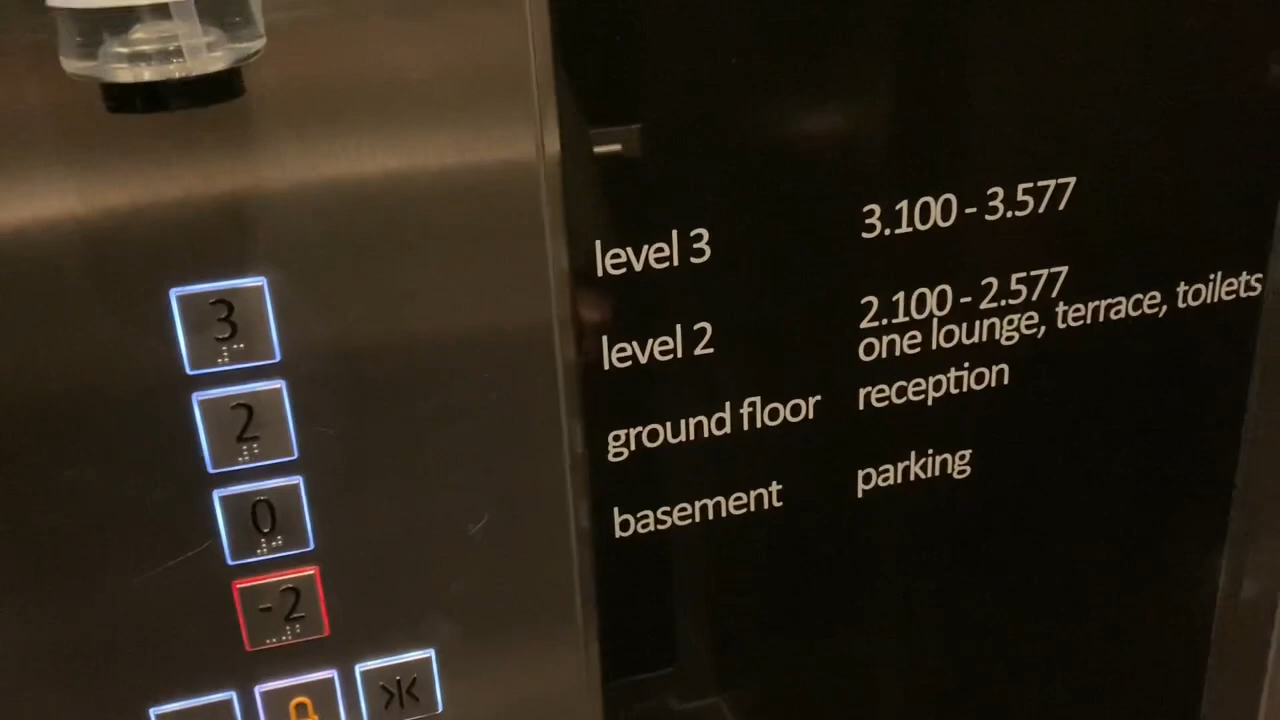 3
2
0
-2
>|<
level 3 3.100 - 3.577
level 2 2.100 - 2.577
one lounge, terrace, toilets
ground floor reception
basement parking